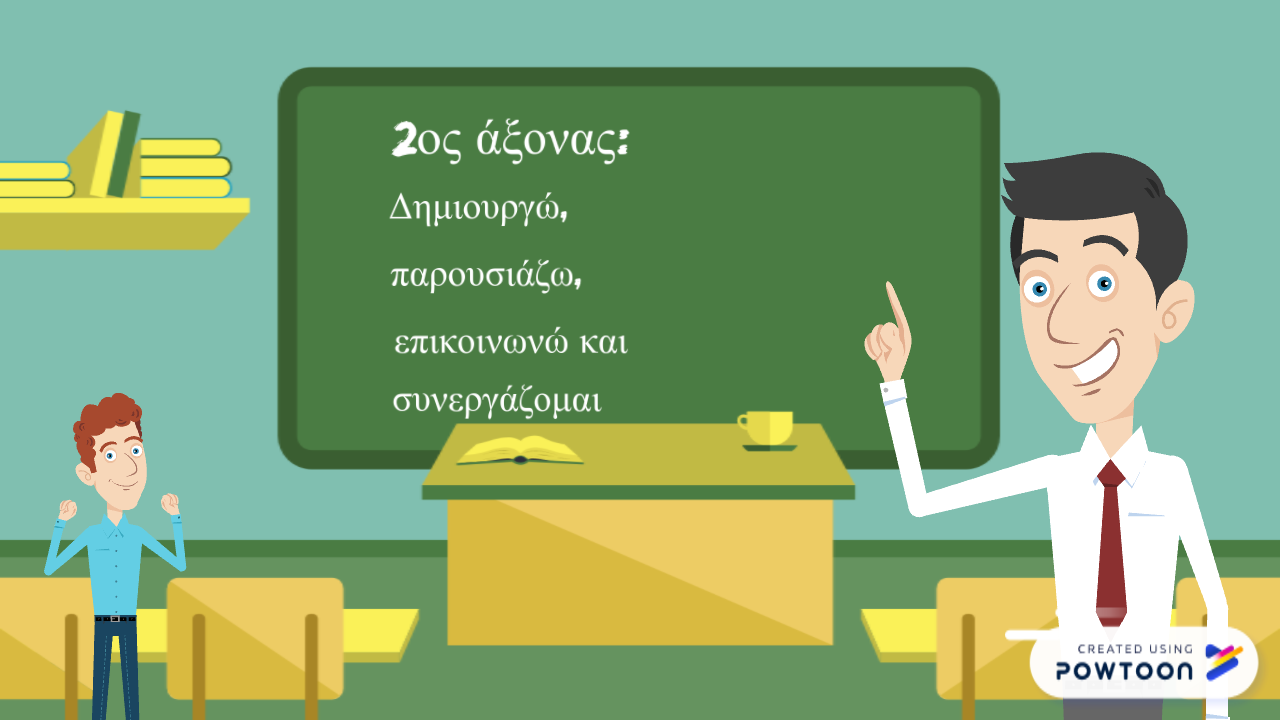 2ος άξονας:
Δημιουργώ,
παρουσιάζω,
επικοινωνώ και
συνεργάζομαι
CREATED USING
POWTOON